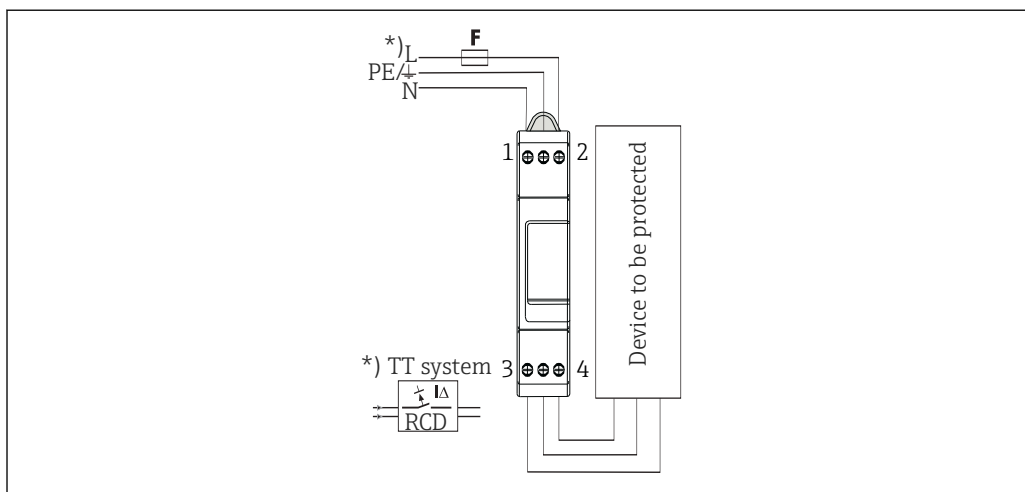 F
*)L
PE/⏚
N
1
2
Device to be protected
*) TT system
3
4
IΔ
RCD